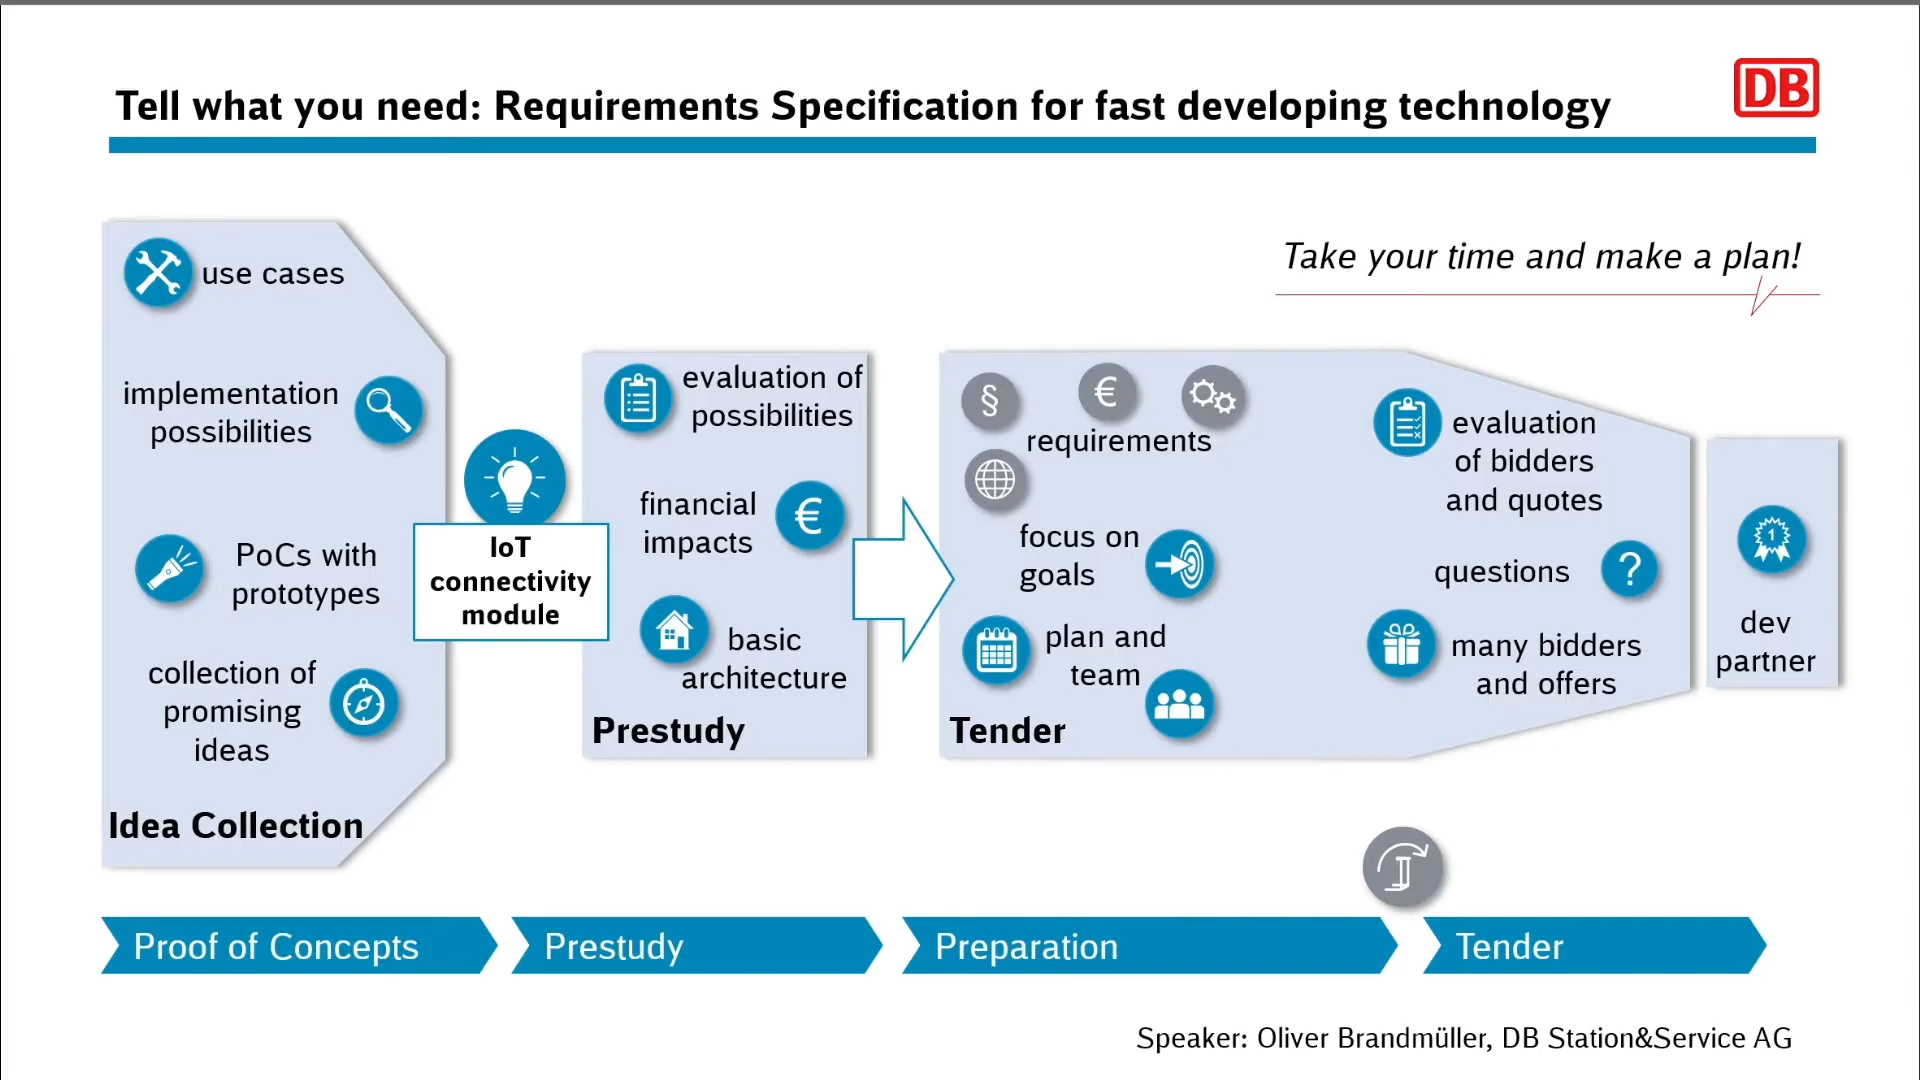 Tell what you need: Requirements Specification for fast developing technology
DB
Take your time and make a plan!
use cases
implementation
possibilities
PoCs with
prototypes
collection of
promising
ideas
Idea Collection
IoT
connectivity
module
evaluation of
possibilities
financial
impacts
€
basic
architecture
Prestudy
§
€
requirements
focus on
goals
plan and
team
Tender
evaluation
of bidders
and quotes
questions
?
many bidders
and offers
1
dev
partner
Proof of Concepts
Prestudy
Preparation
Tender
Speaker: Oliver Brandmüller, DB Station&Service AG